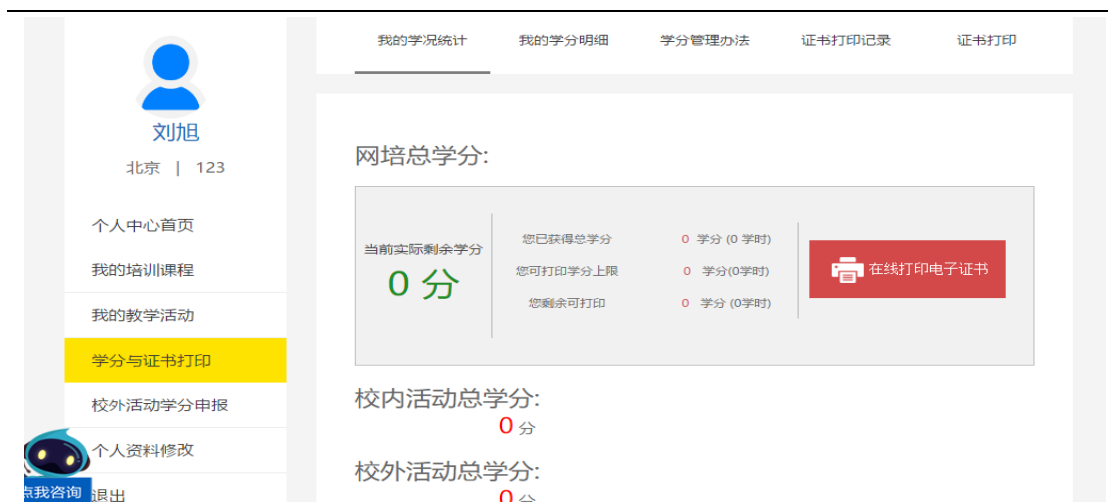 我的学况统计 我的学分明细 学分管理办法 证书打印记录 证书打印
刘旭
北京 | 123
个人中心首页
我的培训课程
我的教学活动
学分与证书打印
校外活动学分申报
个人资料修改
点我咨询
退出
网培总学分:
当前实际剩余学分
0 分
您已获得总学分 0 学分 (0 学时)
您可打印学分上限 0 学分(0学时)
您剩余可打印 0 学分 (0学时)
在线打印电子证书
校内活动总学分:
0 分
校外活动总学分:
0 分